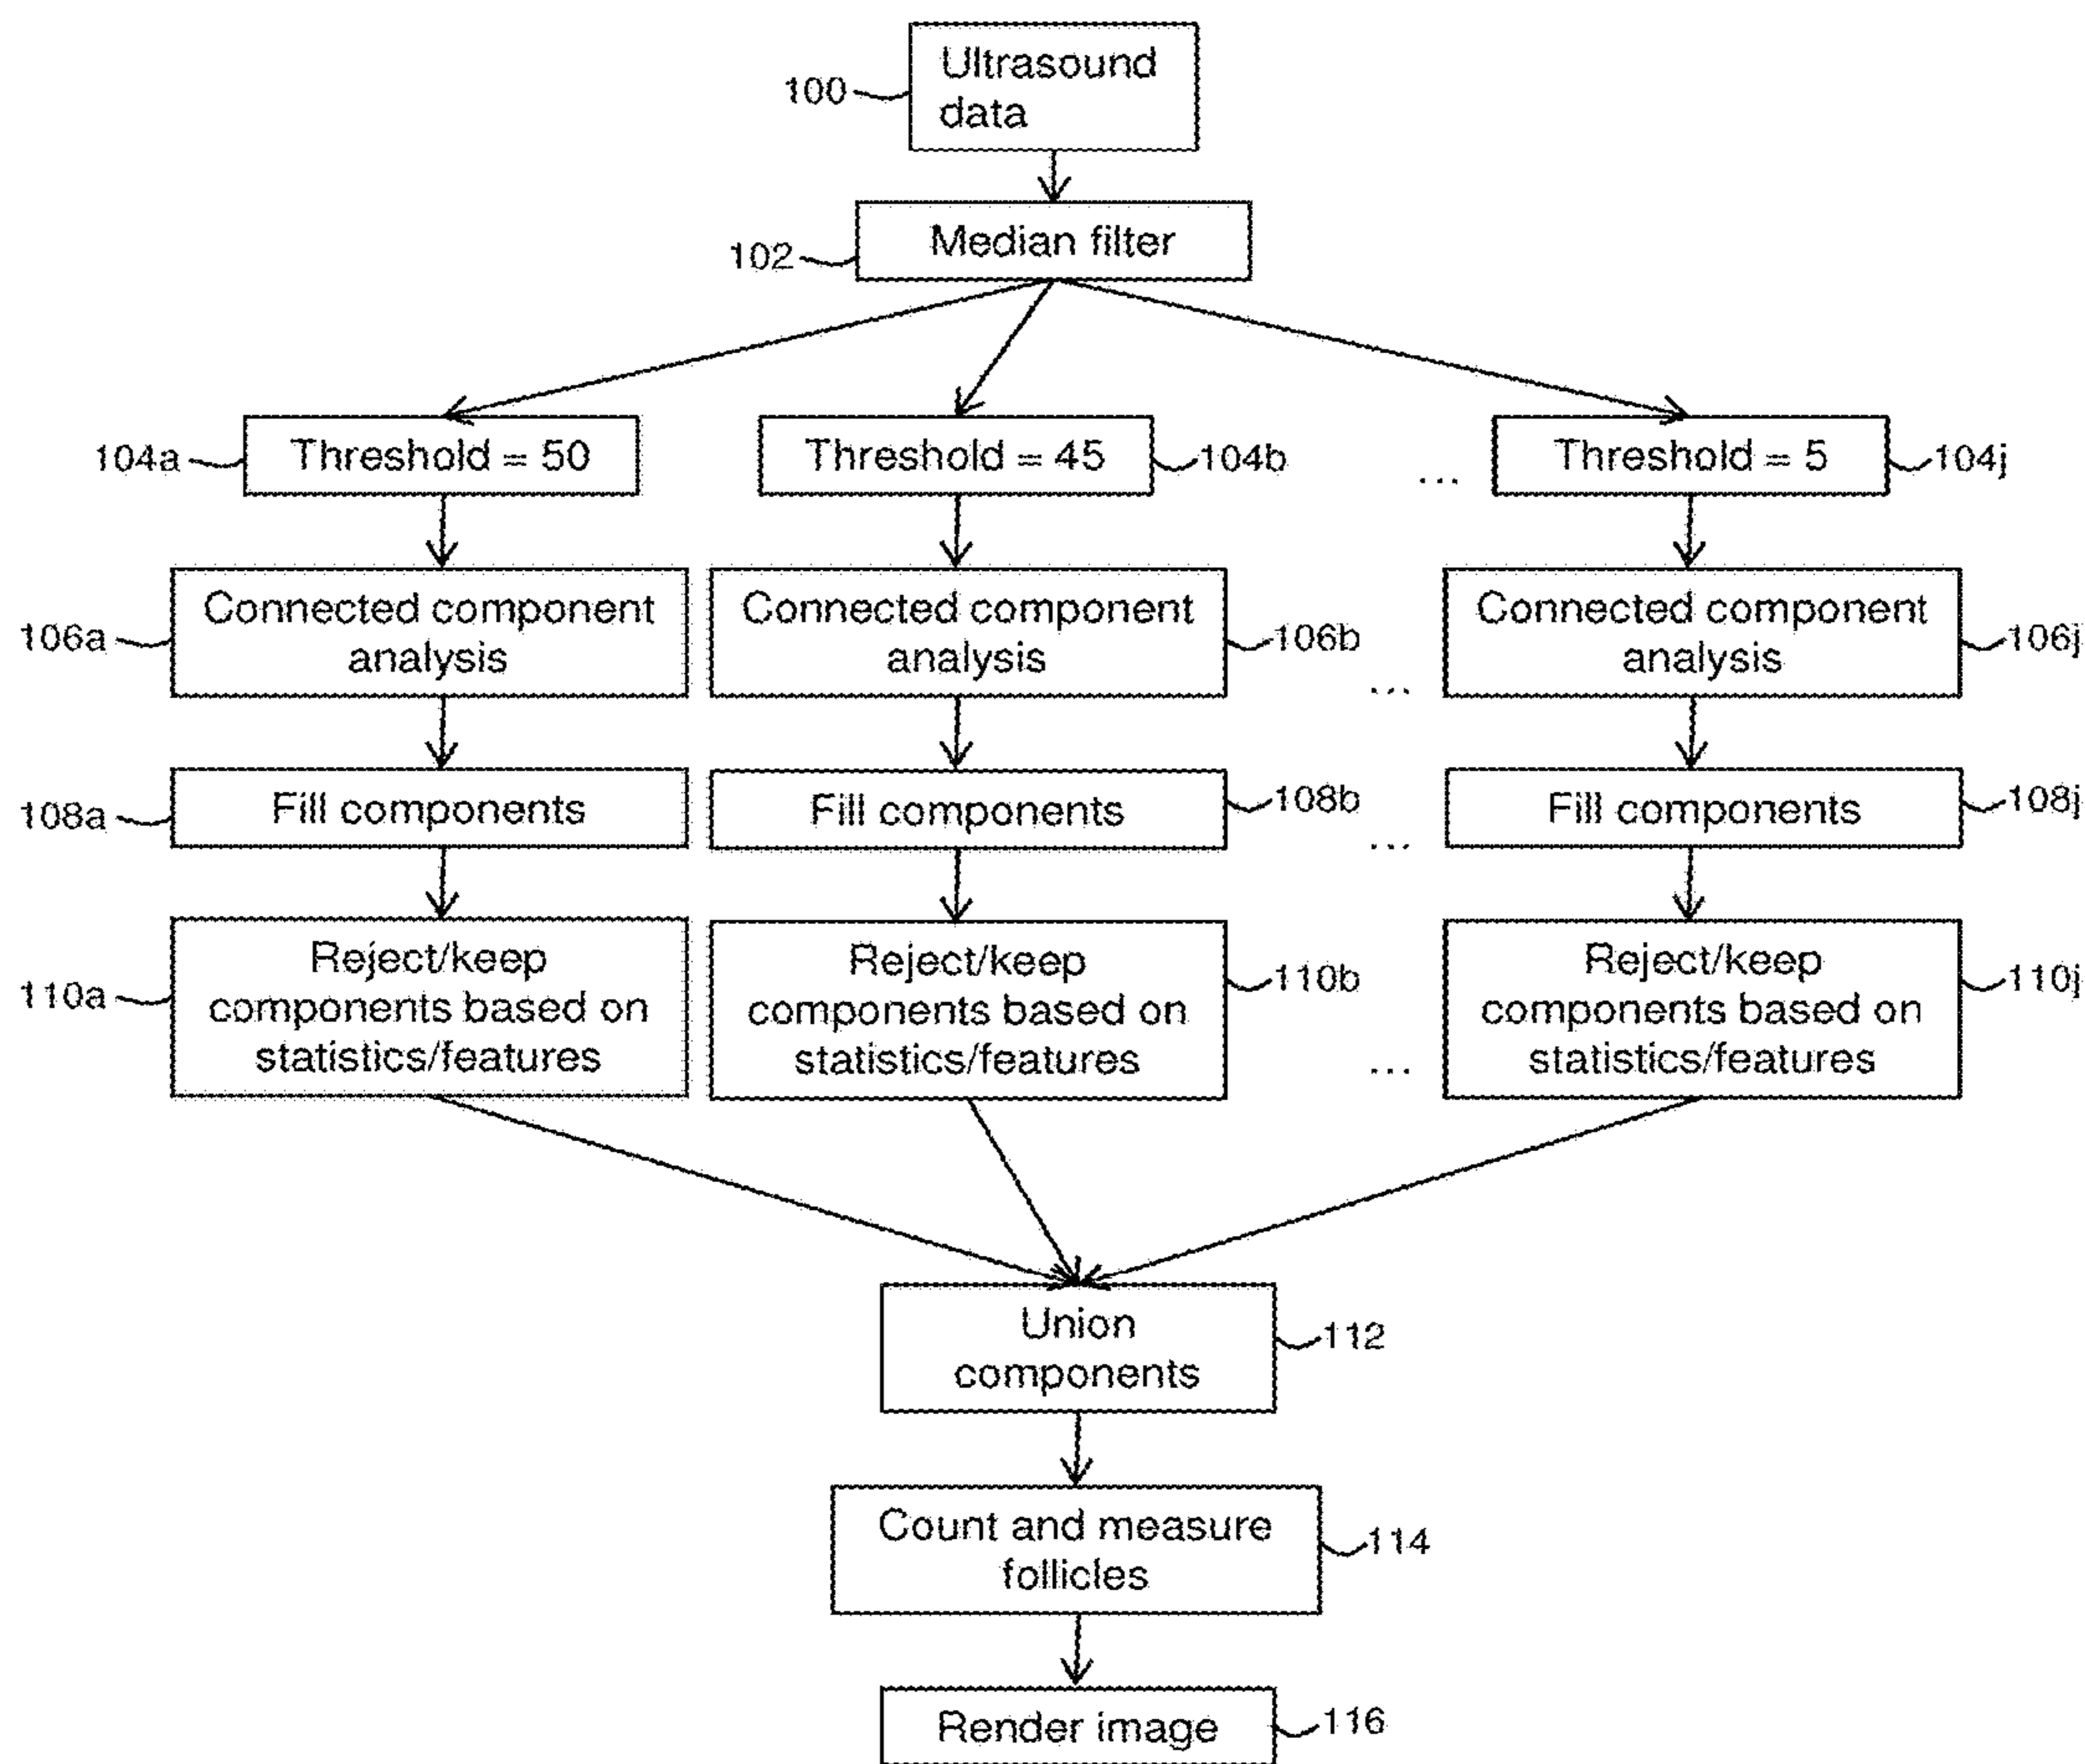 Ultrasound
data
100
Median filter
102
Threshold = 50
Threshold = 45
Threshold = 5
104a
104b
...
104j
Connected component
analysis
Connected component
analysis
Connected component
analysis
106a
106b
...
106j
Fill components
Fill components
Fill components
108a
108b
...
108j
Reject/keep
components based on
statistics/features
Reject/keep
components based on
statistics/features
Reject/keep
components based on
statistics/features
110a
110b
...
110j
Union
components
112
Count and measure
follicles
114
Render image
116